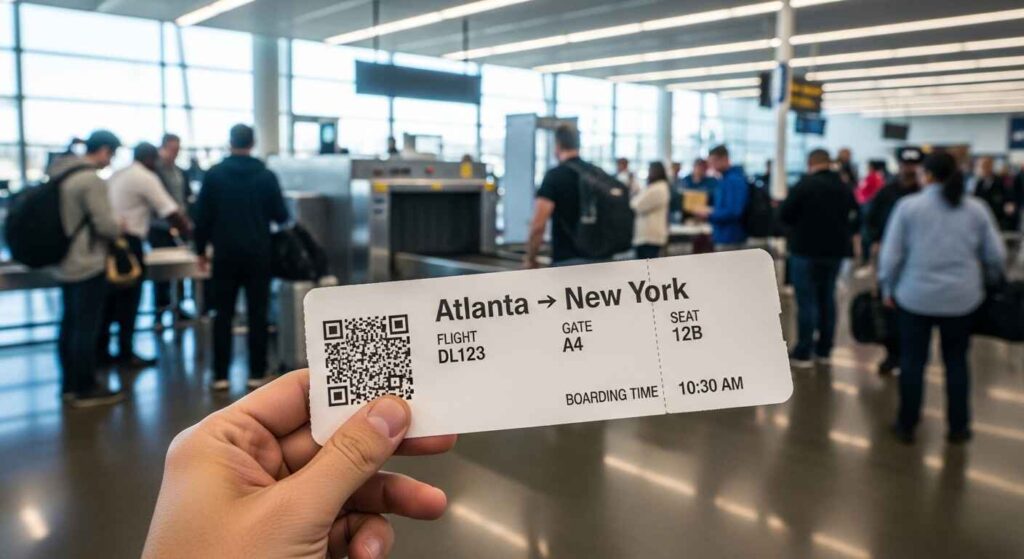 Atlanta → New York
FLIGHT
DL123
GATE
A4
SEAT
12B
BOARDING TIME 10:30 AM